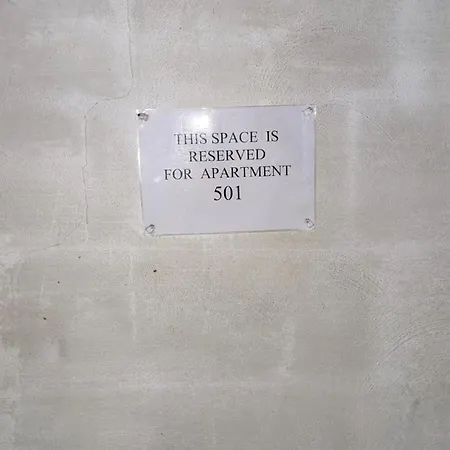 THIS SPACE IS
RESERVED
FOR APARTMENT
501